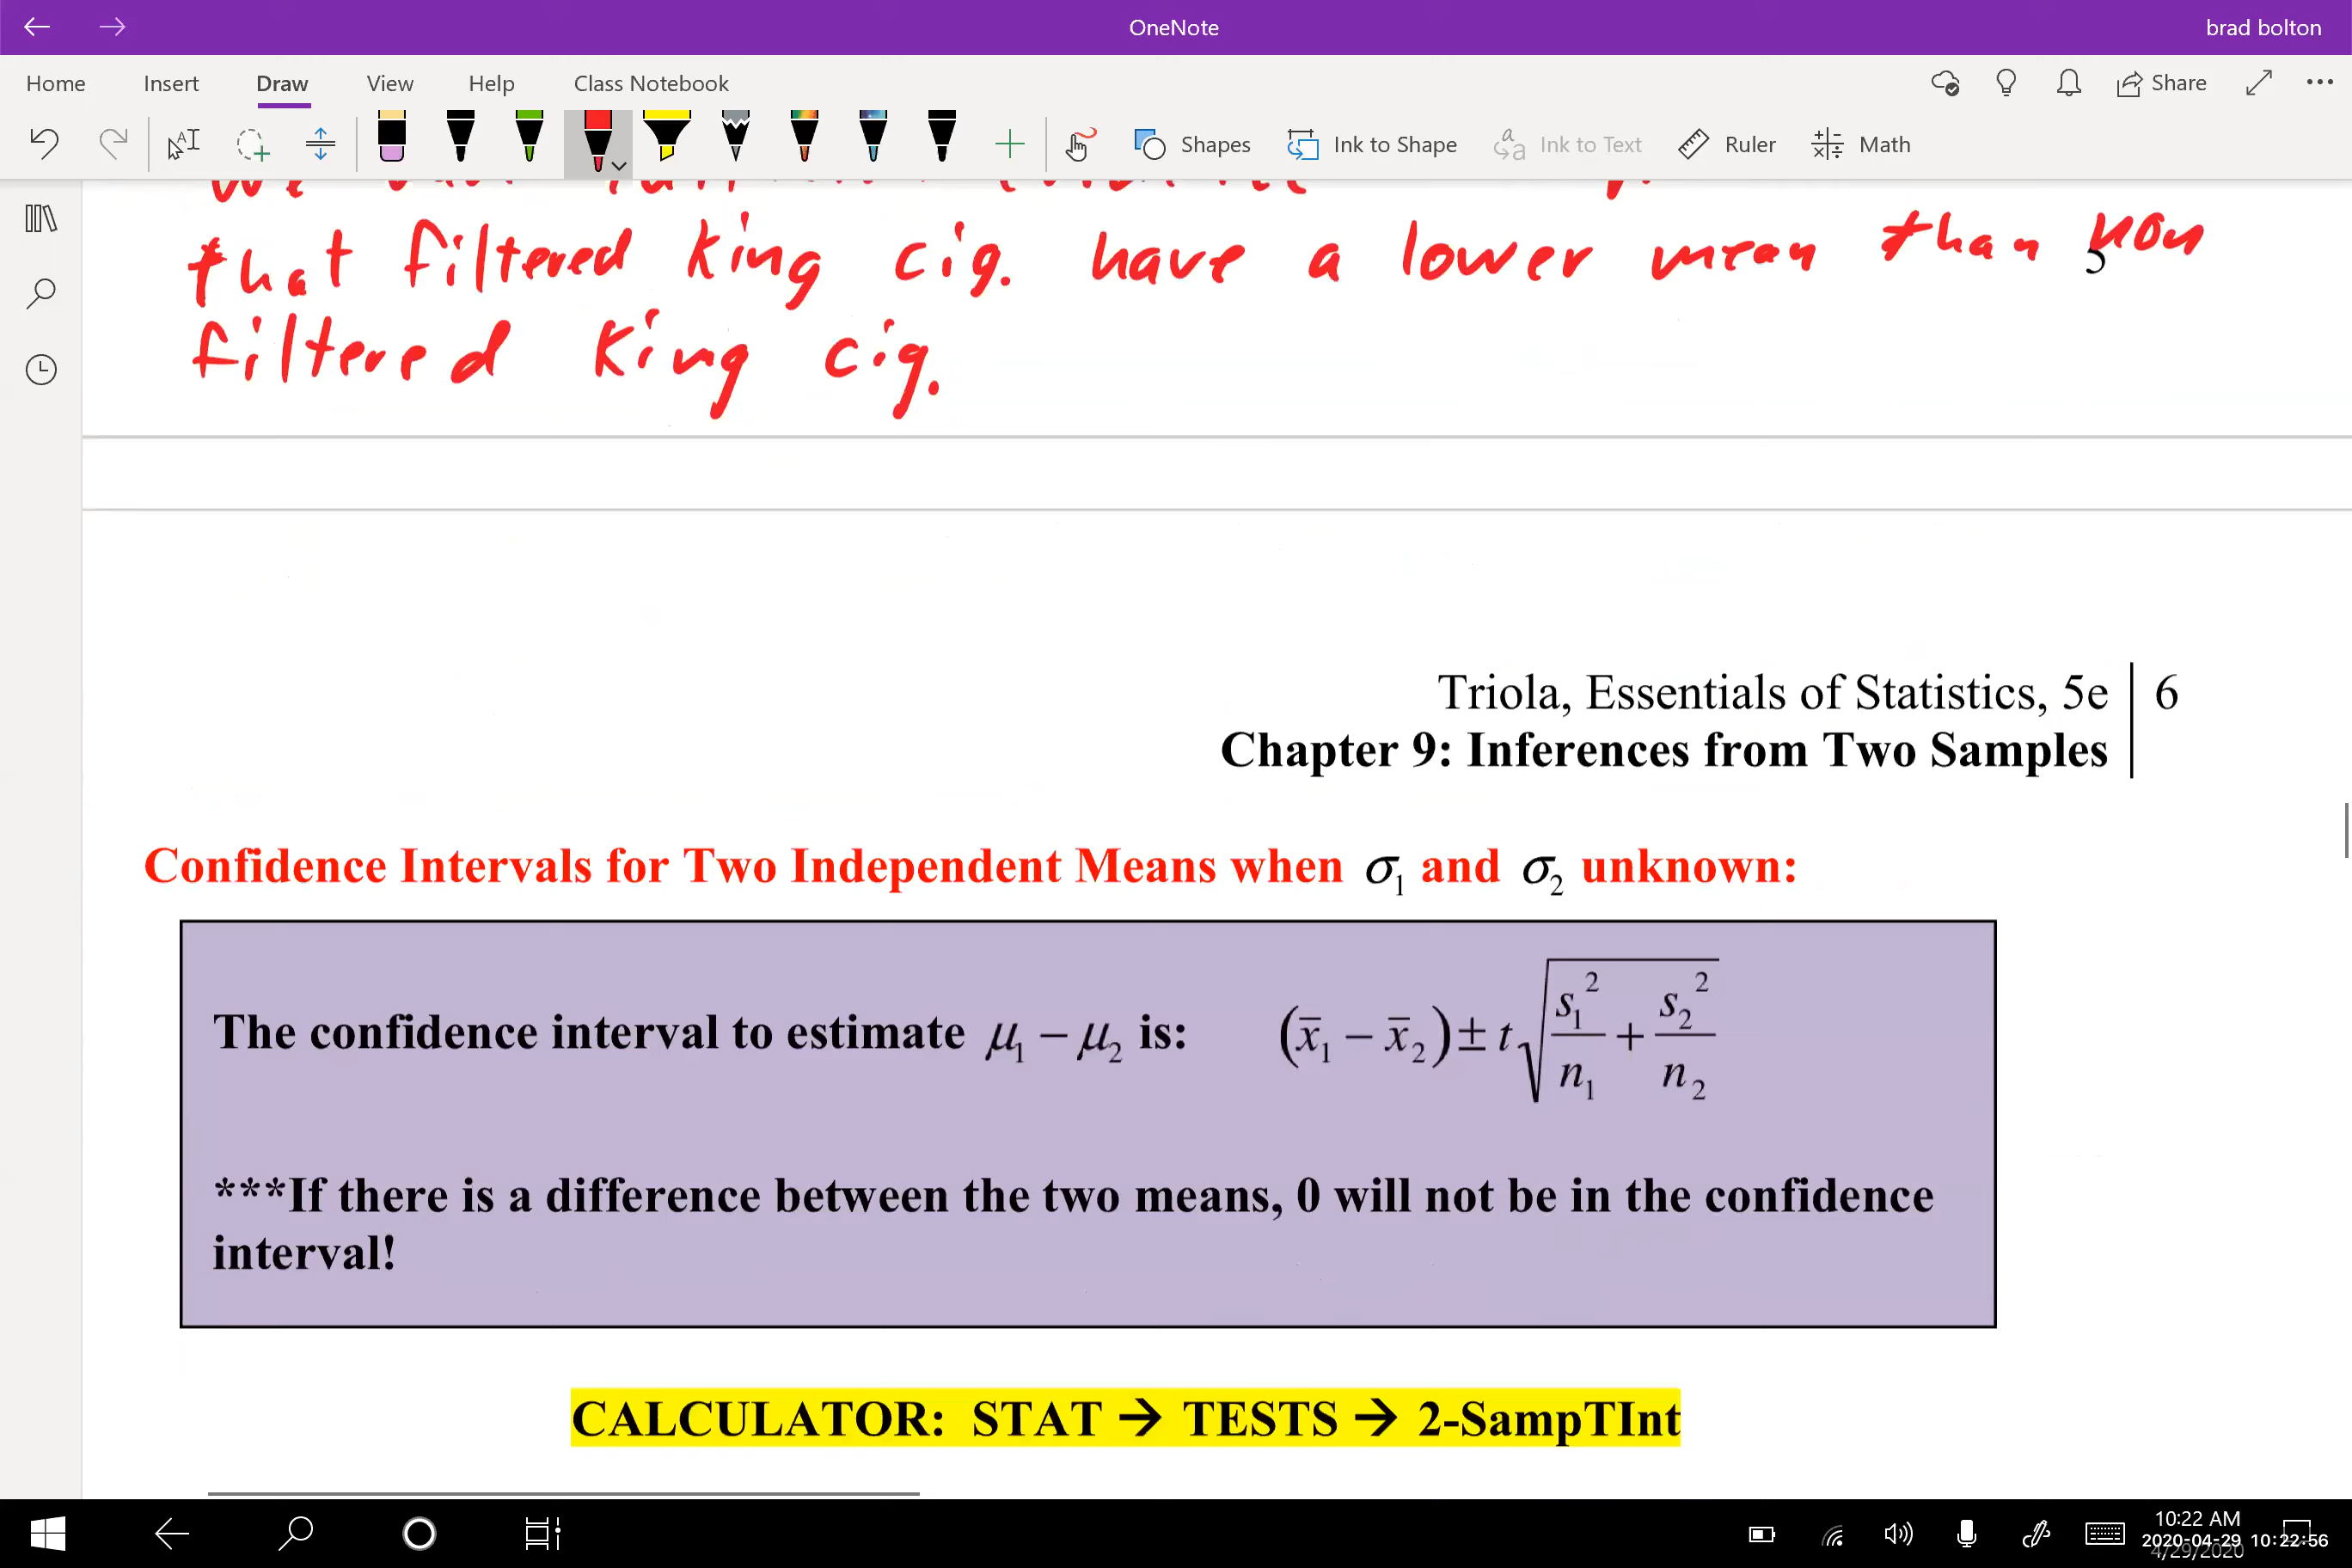 OneNote
brad bolton
Home Insert Draw View Help Class Notebook Share
Shapes Ink to Shape Ink to Text Ruler Math
that filtered king cig. have a lower mean than non
5
filtered King cig.
Triola, Essentials of Statistics, 5e | 6
Chapter 9: Inferences from Two Samples
Confidence Intervals for Two Independent Means when σ₁ and σ₂ unknown:
The confidence interval to estimate μ₁ − μ₂ is: (x̄₁ − x̄₂) ± t√(s₁²/n₁ + s₂²/n₂)
***If there is a difference between the two means, 0 will not be in the confidence
interval!
CALCULATOR: STAT → TESTS → 2-SampTInt
10:22 AM
2020-04-29 10:22:56
4/29/2020